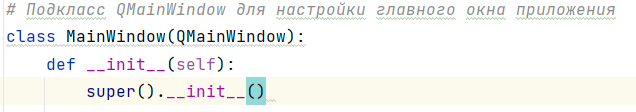 # Подкласс QMainWindow для настройки главного окна приложения
class MainWindow(QMainWindow):
    def __init__(self):
        super().__init__()